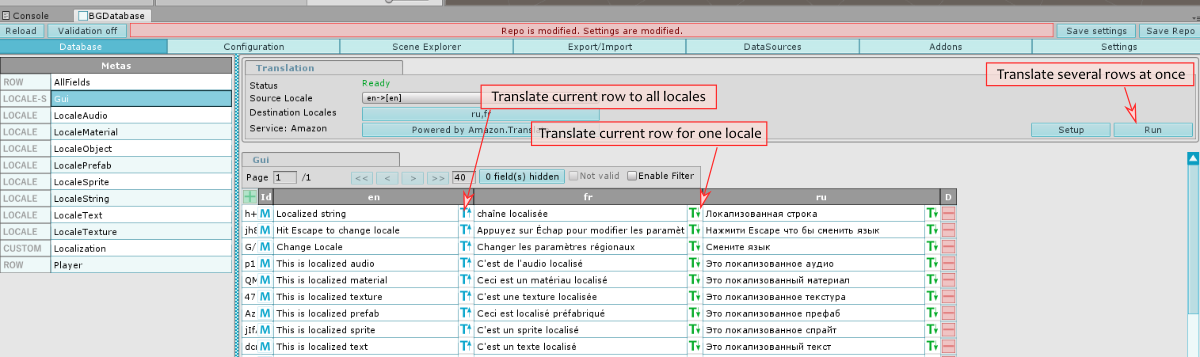 Console BGDatabase
Reload Validation off Repo is modified. Settings are modified. Save settings Save Repo
Database Configuration Scene Explorer Export/Import DataSources Addons Settings
Metas
ROW AllFields
LOCALE-S Gui
LOCALE LocaleAudio
LOCALE LocaleMaterial
LOCALE LocaleObject
LOCALE LocalePrefab
LOCALE LocaleSprite
LOCALE LocaleString
LOCALE LocaleText
LOCALE LocaleTexture
CUSTOM Localization
ROW Player
Translation
Status Ready
Source Locale en->[en]
Destination Locales ru,fr
Service: Amazon Powered by Amazon.Transla
Setup Run
Translate several rows at once
Translate current row to all locales
Translate current row for one locale
Gui
Page 1 /1 << < > >> 40 0 field(s) hidden Not valid Enable Filter
Id en fr ru D
h+ M Localized string T chaîne localisée T Локализованная строка T
jhE M Hit Escape to change locale T Appuyez sur Échap pour modifier les paramèt T Нажмити Escape что бы сменить язык T
G/ M Change Locale T Changer les paramètres régionaux T Смените язык T
p1 M This is localized audio T C'est de l'audio localisé T Это локализованное аудио T
QM M This is localized material T Ceci est un matériau localisé T Это локализованный материал T
47 M This is localized texture T C'est une texture localisée T Это локализованное текстура T
Az M This is localized prefab T Ceci est localisé préfabriqué T Это локализованное префаб T
jIf M This is localized sprite T C'est un sprite localisé T Это локализованное спрайт T
dcr M This is localized text T C'est un texte localisé T Это локализованный текст T